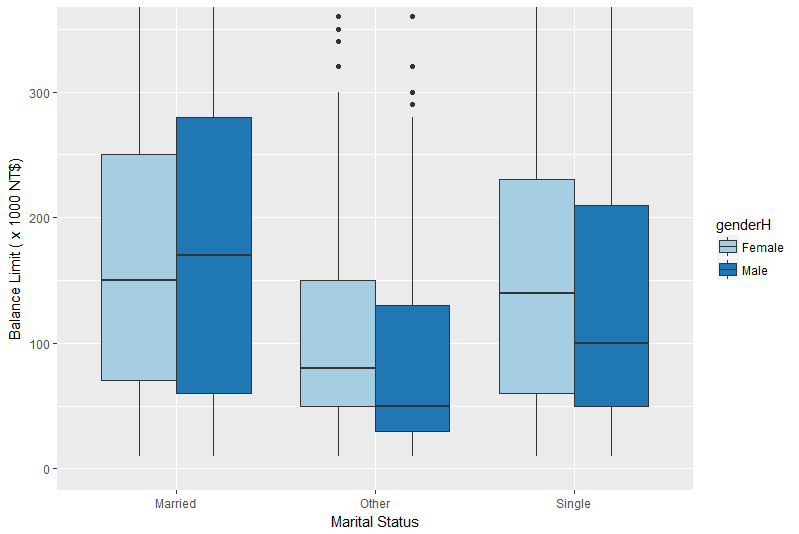 300
200
100
0
Married Other Single
Marital Status
Balance Limit ( x 1000 NT$)
genderH
Female
Male